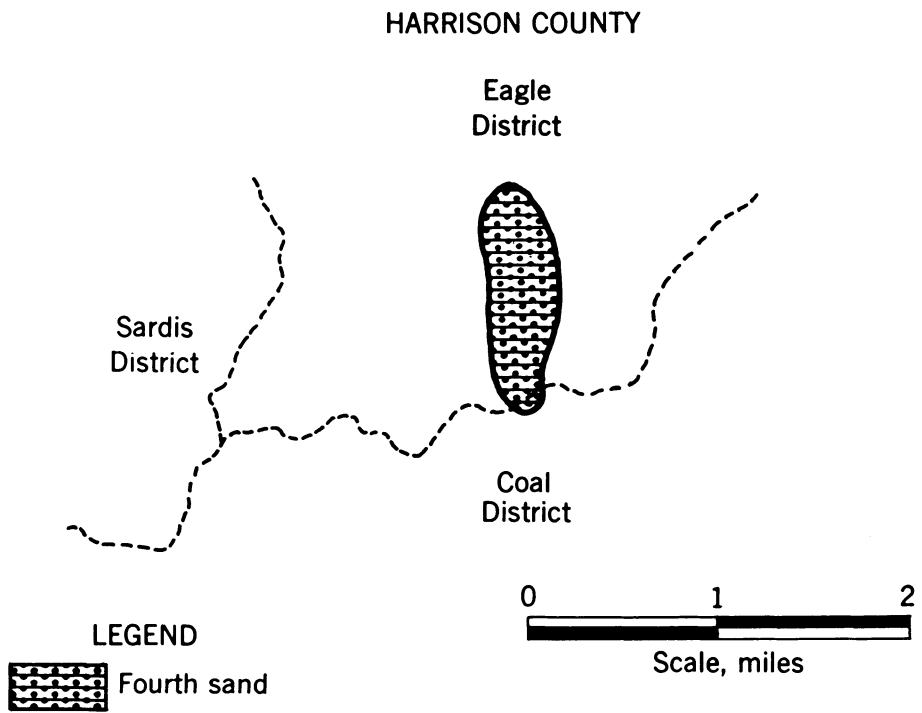 HARRISON COUNTY
Eagle
District
Sardis
District
Coal
District
0 1 2
Scale, miles
LEGEND
Fourth sand